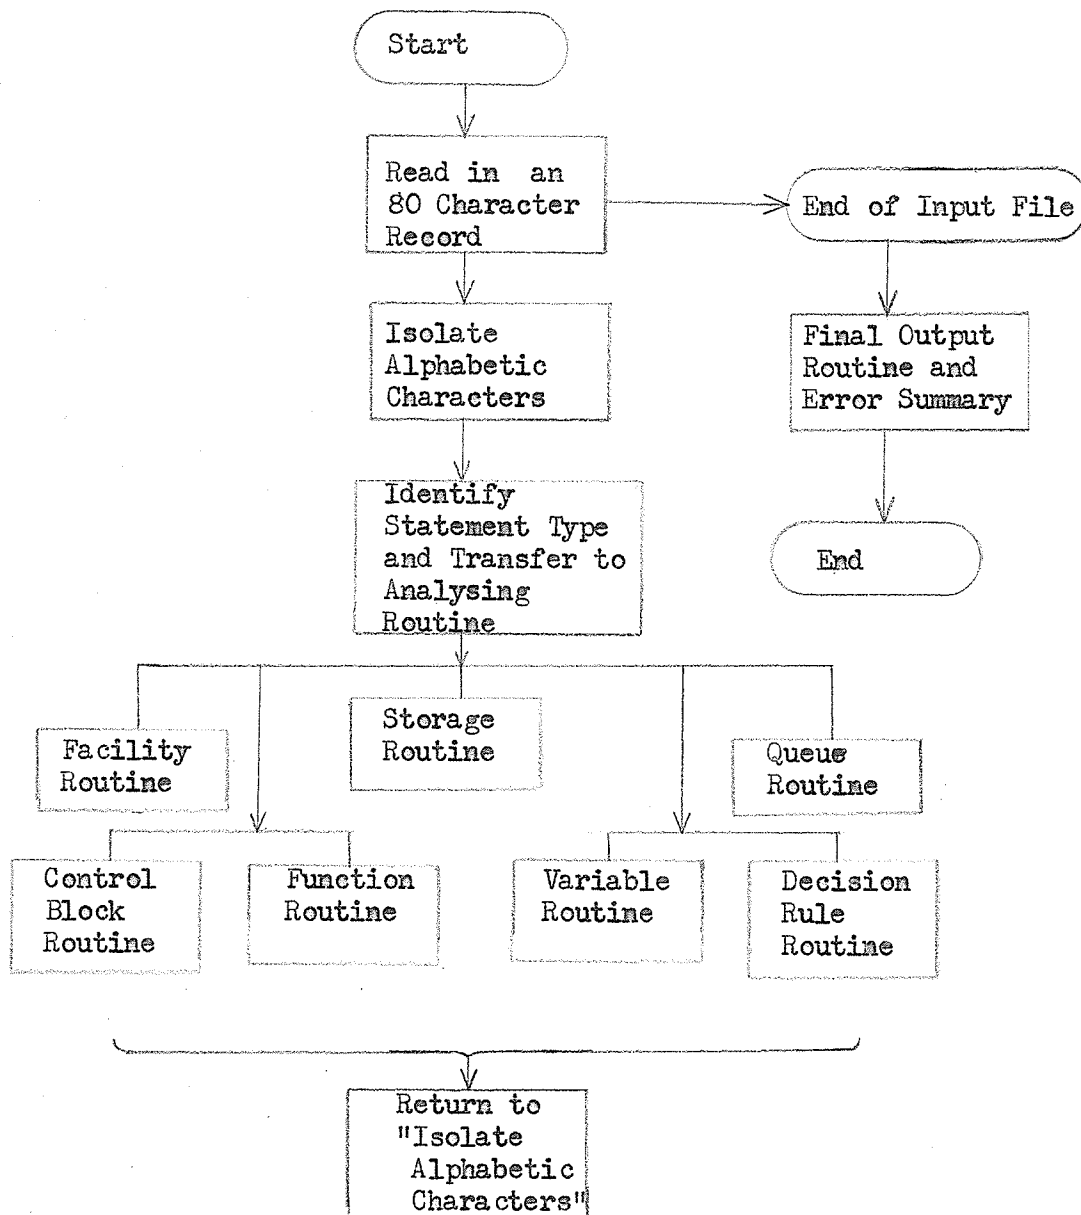 Start
Read in an
80 Character
Record
End of Input File
Isolate
Alphabetic
Characters
Final Output
Routine and
Error Summary
Identify
Statement Type
and Transfer to
Analysing
Routine
End
Storage
Routine
Facility
Routine
Queue
Routine
Control
Block
Routine
Function
Routine
Variable
Routine
Decision
Rule
Routine
Return to
"Isolate
Alphabetic
Characters"